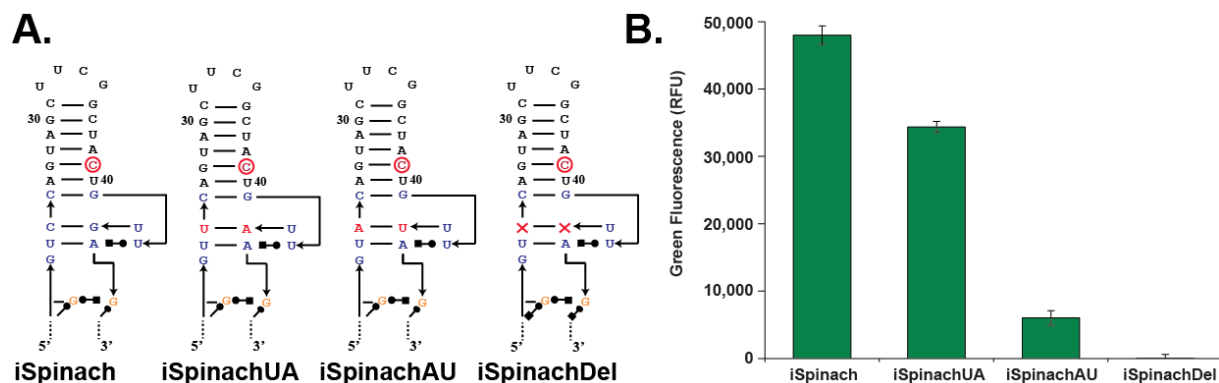 A.
U U C U G
C G
30 G C
A U
U A
G C
A U 40
C G
C G U
U A U
G
G G
5' 3'
iSpinach
U U C U G
C G
30 G C
A U
U A
G C
A U 40
C G
U A U
U A U
G
G G
5' 3'
iSpinachUA
U U C U G
C G
30 G C
A U
U A
G C
A U 40
C G
A U U
U A U
G
G G
5' 3'
iSpinachAU
U U C U G
C G
30 G C
A U
U A
G C
A U 40
C G
U
U A U
G
G G
5' 3'
iSpinachDel
B.
Green Fluorescence (RFU)
50,000
40,000
30,000
20,000
10,000
0
iSpinach iSpinachUA iSpinachAU iSpinachDel